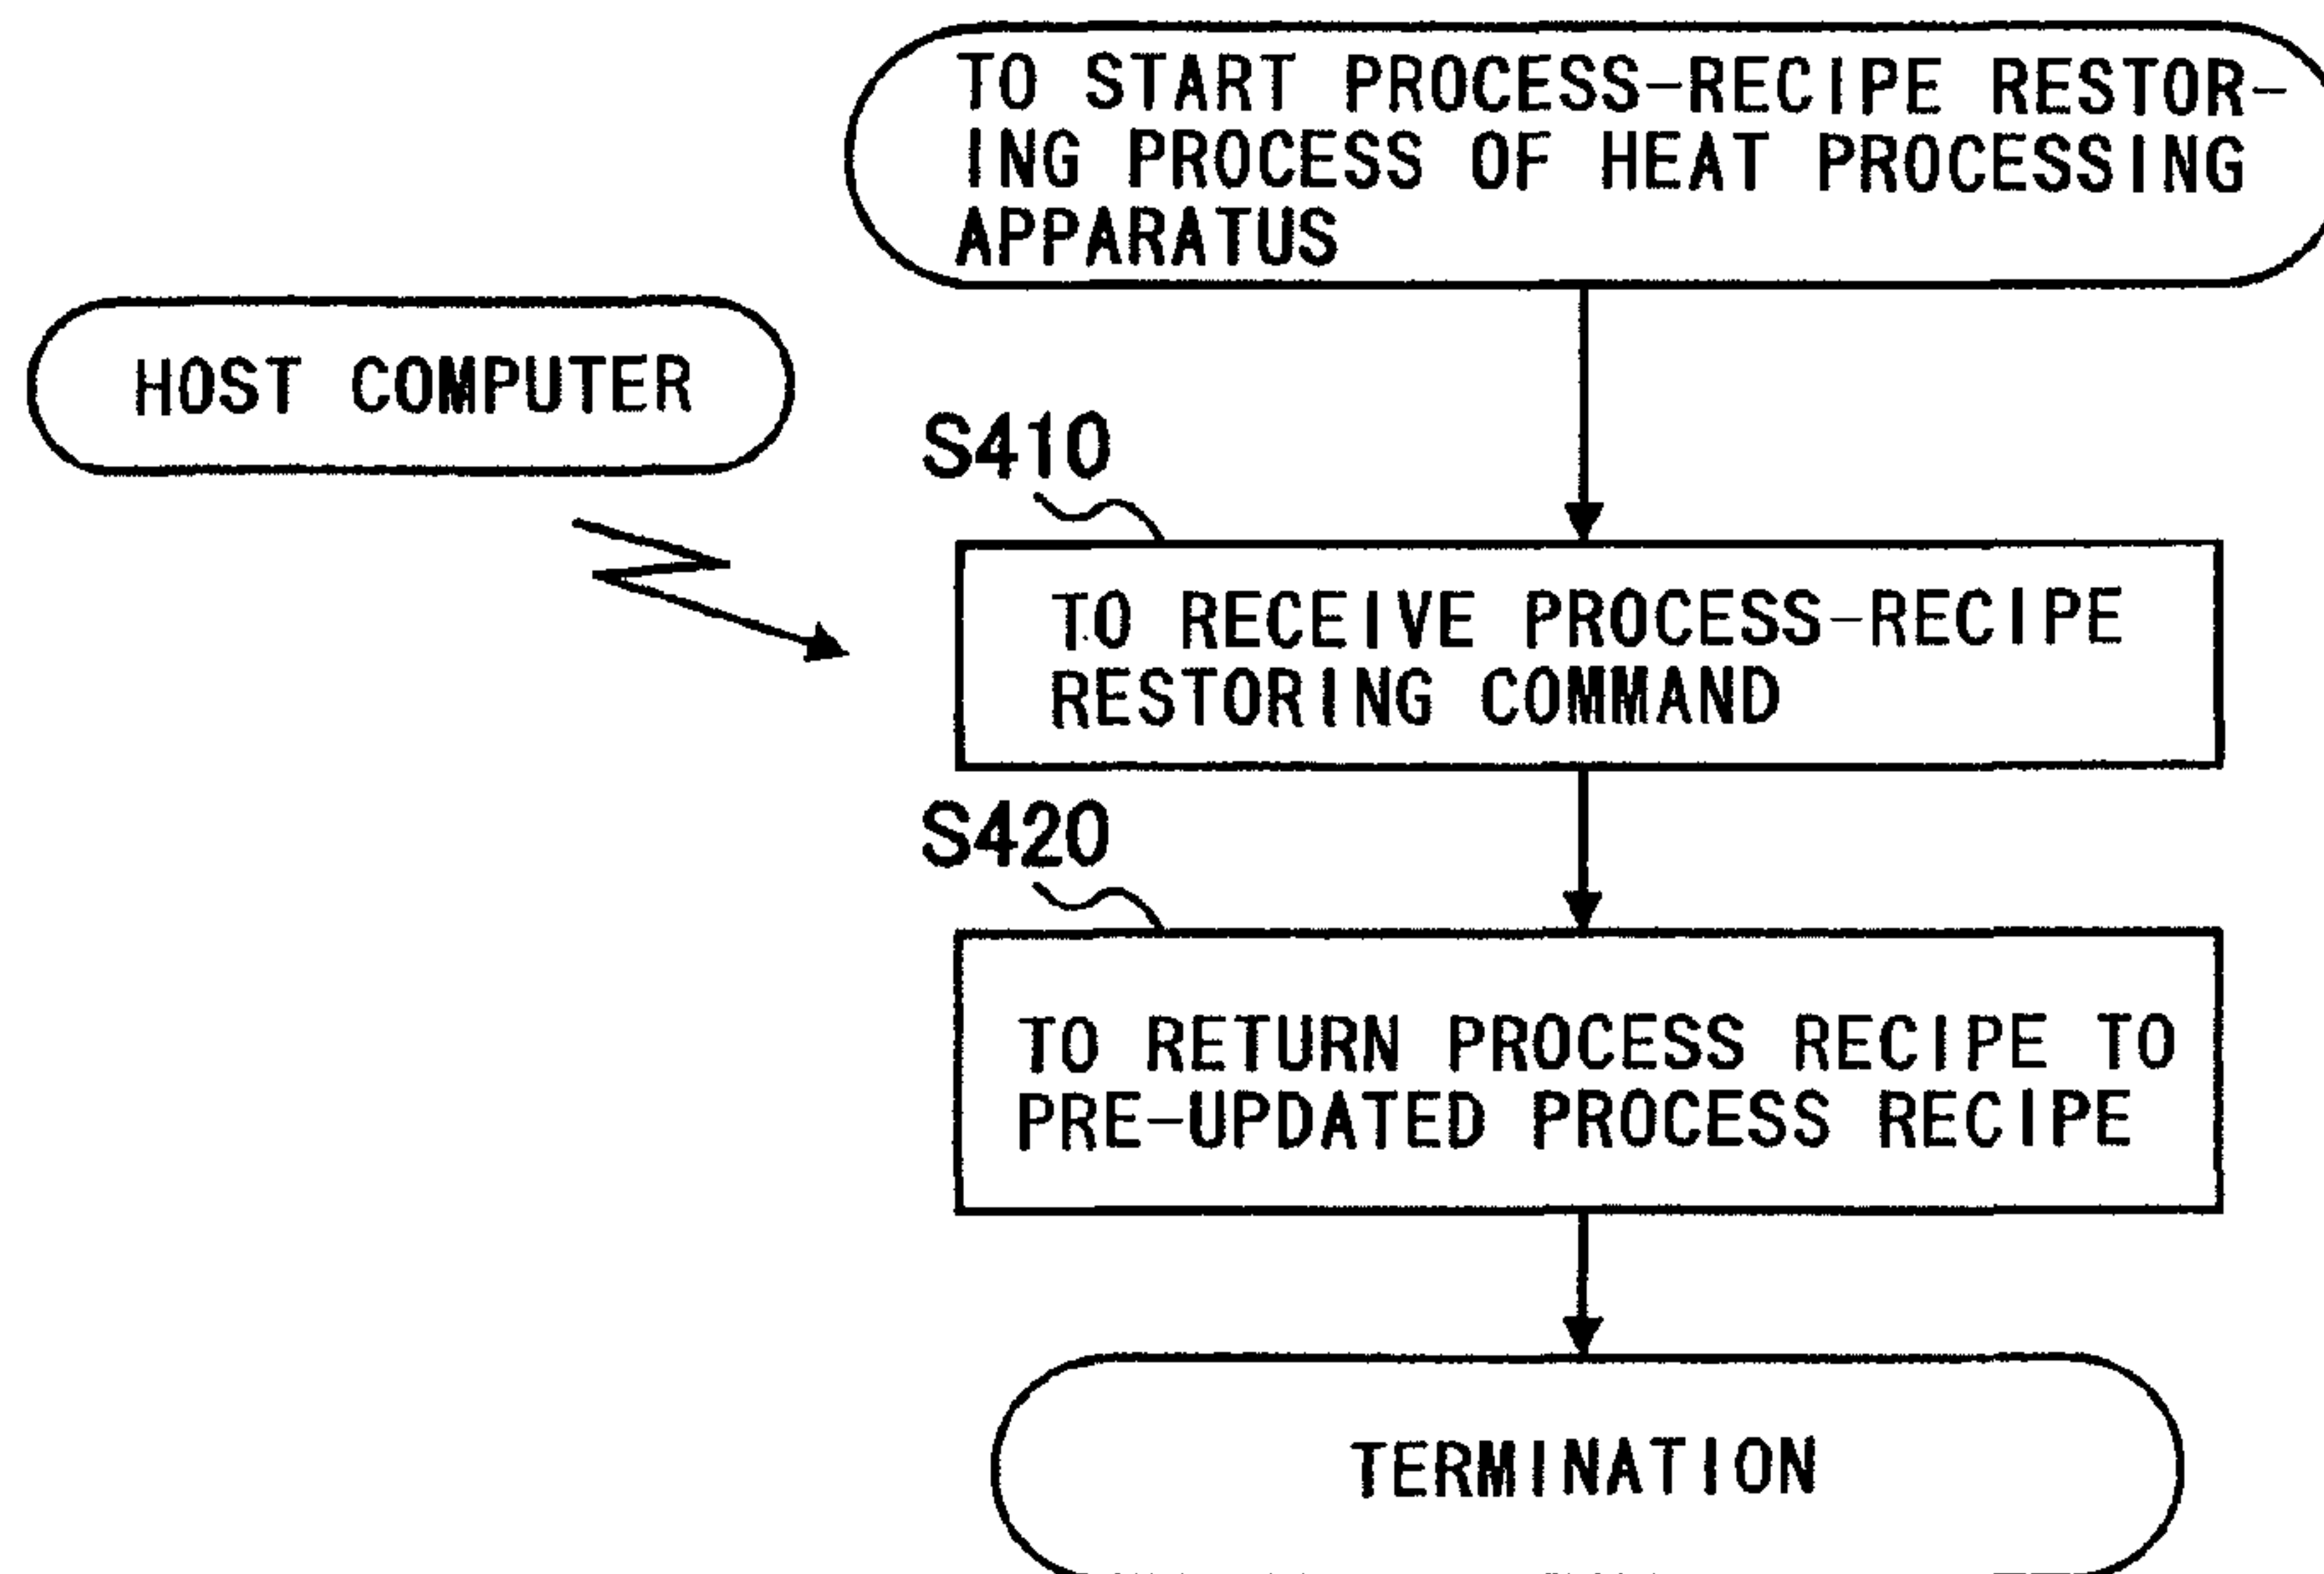 TO START PROCESS-RECIPE RESTOR-
ING PROCESS OF HEAT PROCESSING
APPARATUS
HOST COMPUTER
S410
TO RECEIVE PROCESS-RECIPE
RESTORING COMMAND
S420
TO RETURN PROCESS RECIPE TO
PRE-UPDATED PROCESS RECIPE
TERMINATION